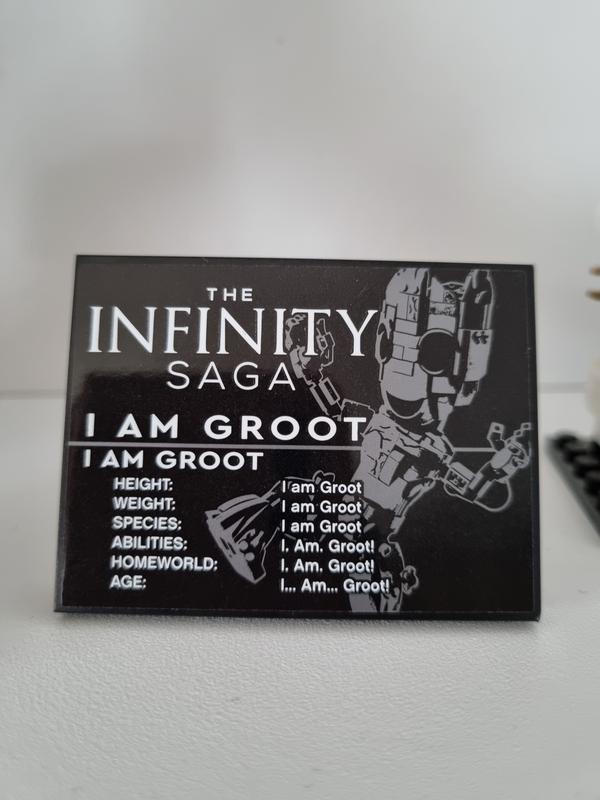 THE
INFINITY
SAGA
I AM GROOT
I AM GROOT
HEIGHT: I am Groot
WEIGHT: I am Groot
SPECIES: I am Groot
ABILITIES: I. Am. Groot!
HOMEWORLD: I. Am. Groot!
AGE: I... Am... Groot!